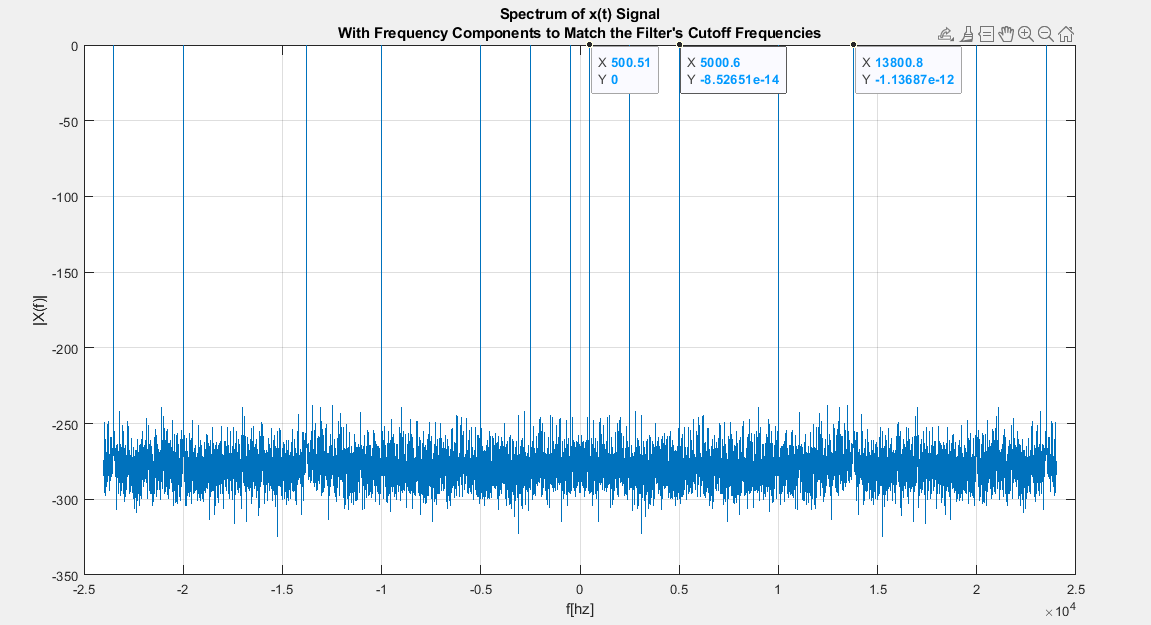 Spectrum of x(t) Signal
With Frequency Components to Match the Filter's Cutoff Frequencies
X 500.51
Y 0
X 5000.6
Y -8.52651e-14
X 13800.8
Y -1.13687e-12
0
-50
-100
-150
-200
-250
-300
-350
|X(f)|
-2.5 -2 -1.5 -1 -0.5 0 0.5 1 1.5 2 2.5
f[hz]
×10^4